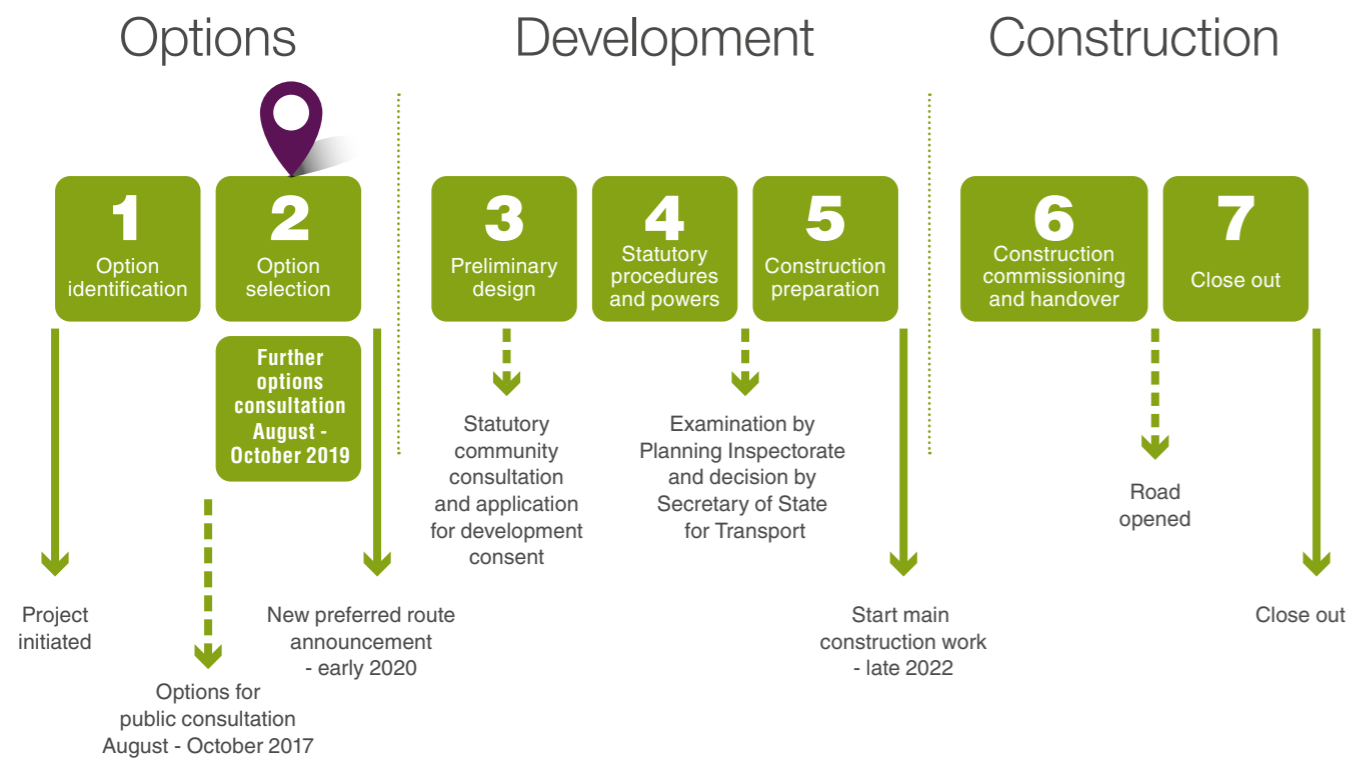 Options
Development
Construction
1
Option
identification
2
Option
selection
3
Preliminary
design
4
Statutory
procedures
and powers
5
Construction
preparation
6
Construction
commissioning
and handover
7
Close out
Further
options
consultation
August -
October 2019
Project
initiated
Options for
public consultation
August - October 2017
New preferred route
announcement
- early 2020
Statutory
community
consultation
and application
for development
consent
Examination by
Planning Inspectorate
and decision by
Secretary of State
for Transport
Start main
construction work
- late 2022
Road
opened
Close out